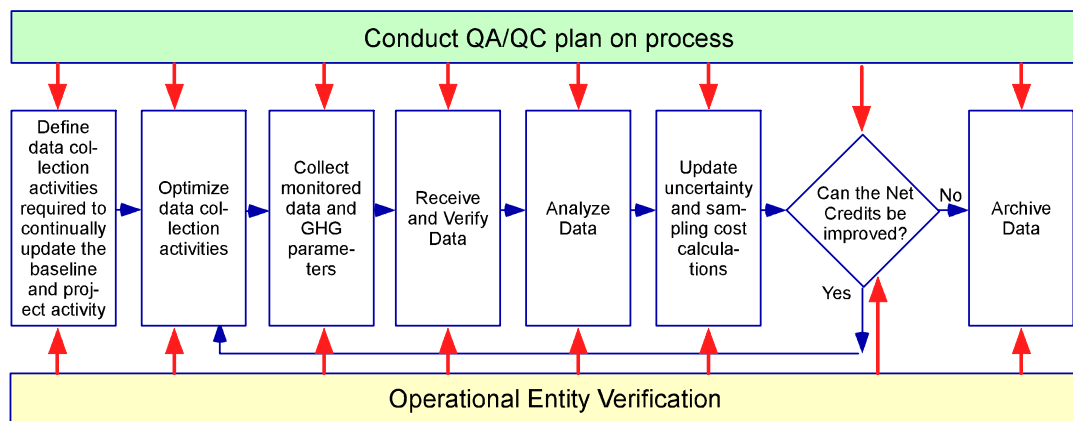 Conduct QA/QC plan on process
Define
data col-
lection
activities
required to
continually
update the
baseline
and proj-
ect activity
Optimize
data col-
lection
activities
Collect
monitored
data and
GHG
parame-
ters
Receive
and Verify
Data
Analyze
Data
Update
uncertainty
and sam-
pling cost
calcula-
tions
Can the Net
Credits be
improved?
No
Yes
Archive
Data
Operational Entity Verification